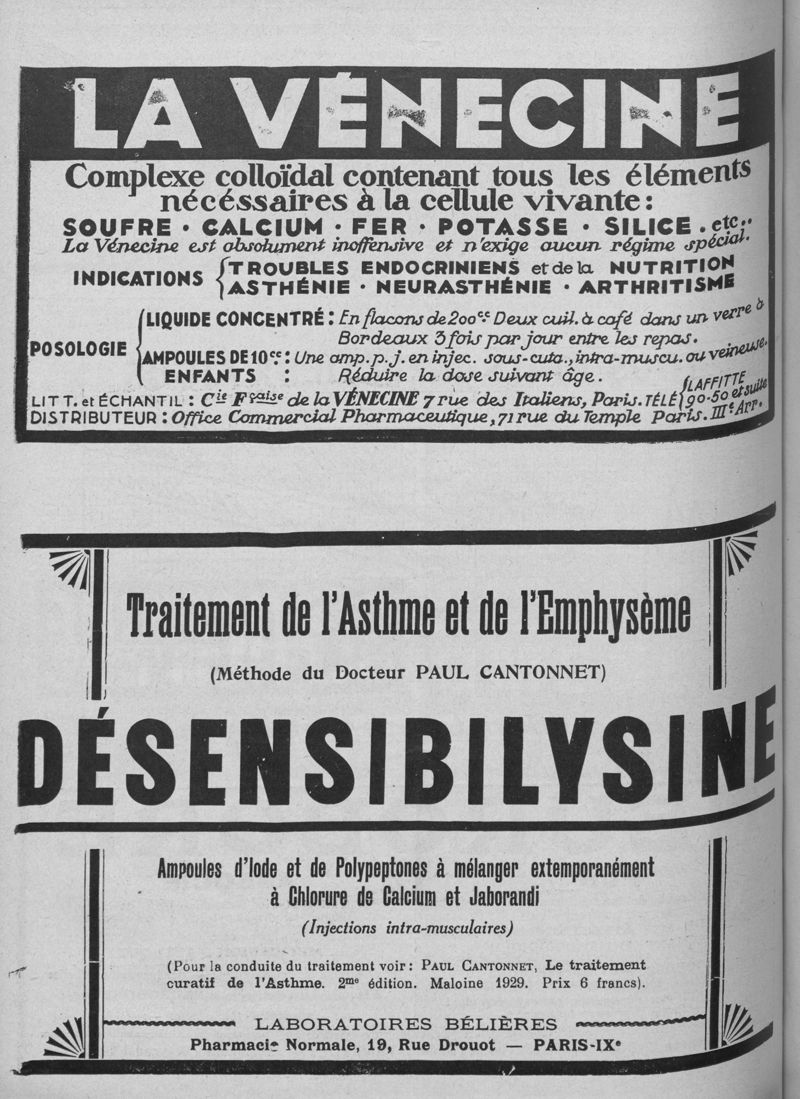 LA VÉNECINE
Complexe colloïdal contenant tous les éléments
nécéssaires à la cellule vivante:
SOUFRE · CALCIUM · FER · POTASSE · SILICE . etc..
La Vénecine est absolument inoffensive et n'exige aucun régime spécial.
INDICATIONS
TROUBLES ENDOCRINIENS et de la NUTRITION
ASTHÉNIE · NEURASTHÉNIE · ARTHRITISME
POSOLOGIE
LIQUIDE CONCENTRÉ: En flacons de 200cc Deux cuil. à café dans un verre à
Bordeaux 3 fois par jour entre les repas.
AMPOULES DE 10cc: Une amp. p. j. en injec. sous-cuta., intra-muscu. ou veineuse.
ENFANTS : Réduire la dose suivant âge.
LITT. et ÉCHANTIL: Cie Fçaise de la VÉNECINE 7 rue des Italiens, Paris. TÉLÉ LAFFITTE 90-50 et suite
DISTRIBUTEUR: Office Commercial Pharmaceutique, 71 rue du Temple Paris. IIIe Arr.
Traitement de l'Asthme et de l'Emphysème
(Méthode du Docteur PAUL CANTONNET)
DÉSENSIBILYSINE
Ampoules d'Iode et de Polypeptones à mélanger extemporanément
à Chlorure de Calcium et Jaborandi
(Injections intra-musculaires)
(Pour la conduite du traitement voir: PAUL CANTONNET, Le traitement
curatif de l'Asthme. 2me édition. Maloine 1929. Prix 6 francs).
LABORATOIRES BÉLIÈRES
Pharmacie Normale, 19, Rue Drouot — PARIS-IXe